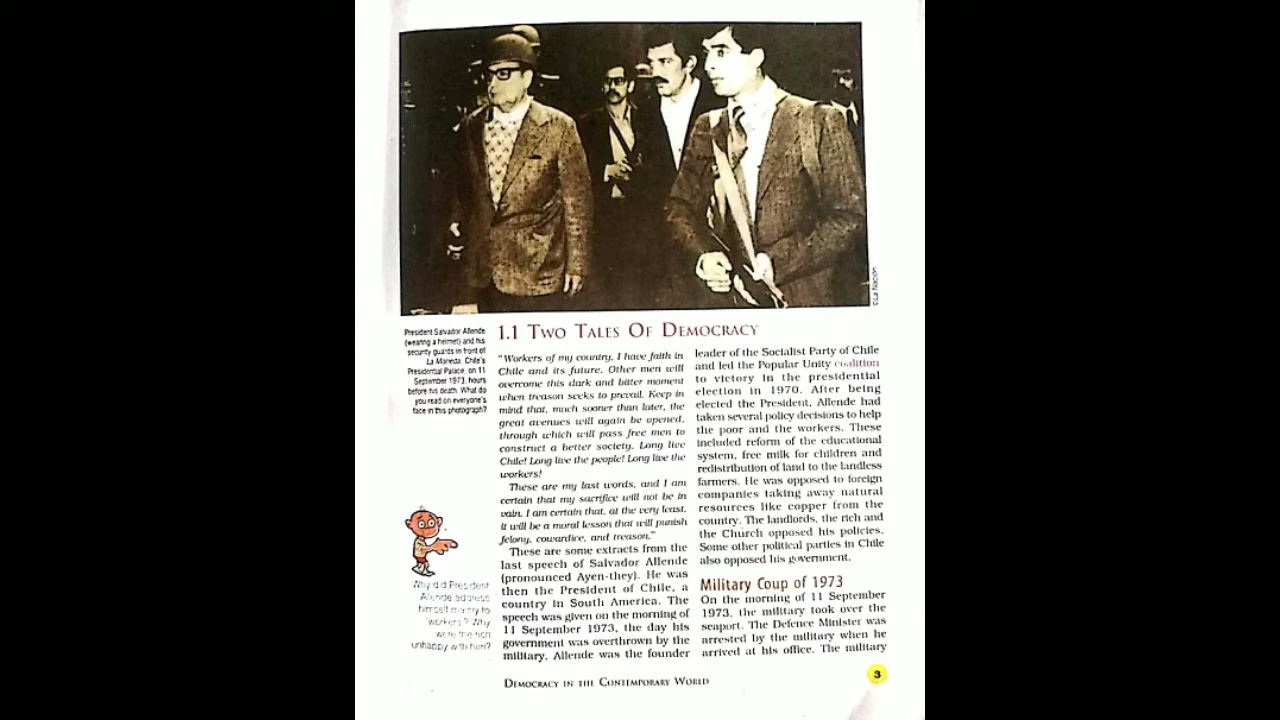 ©La Nación
President Salvador Allende
(wearing a helmet) and his
security guards in front of
La Moneda, Chile's
Presidential Palace, on 11
September 1973, hours
before his death. What do
you read on everyone's
face in this photograph?
1.1 TWO TALES OF DEMOCRACY
"Workers of my country, I have faith in
Chile and its future. Other men will
overcome this dark and bitter moment
when treason seeks to prevail. Keep in
mind that, much sooner than later, the
great avenues will again be opened,
through which will pass free men to
construct a better society. Long live
Chile! Long live the people! Long live the
workers!
These are my last words, and I am
certain that my sacrifice will not be in
vain. I am certain that, at the very least,
it will be a moral lesson that will punish
felony, cowardice, and treason."
These are some extracts from the
last speech of Salvador Allende
(pronounced Ayen-they). He was
then the President of Chile, a
country in South America. The
speech was given on the morning of
11 September 1973, the day his
government was overthrown by the
military. Allende was the founder
leader of the Socialist Party of Chile
and led the Popular Unity coalition
to victory in the presidential
election in 1970. After being
elected the President, Allende had
taken several policy decisions to help
the poor and the workers. These
included reform of the educational
system, free milk for children and
redistribution of land to the landless
farmers. He was opposed to foreign
companies taking away natural
resources like copper from the
country. The landlords, the rich and
the Church opposed his policies.
Some other political parties in Chile
also opposed his government.
Military Coup of 1973
On the morning of 11 September
1973, the military took over the
seaport. The Defence Minister was
arrested by the military when he
arrived at his office. The military
Why did President
Allende address
himself mainly to
'workers'? Why
were the rich
unhappy with him?
DEMOCRACY IN THE CONTEMPORARY WORLD
3